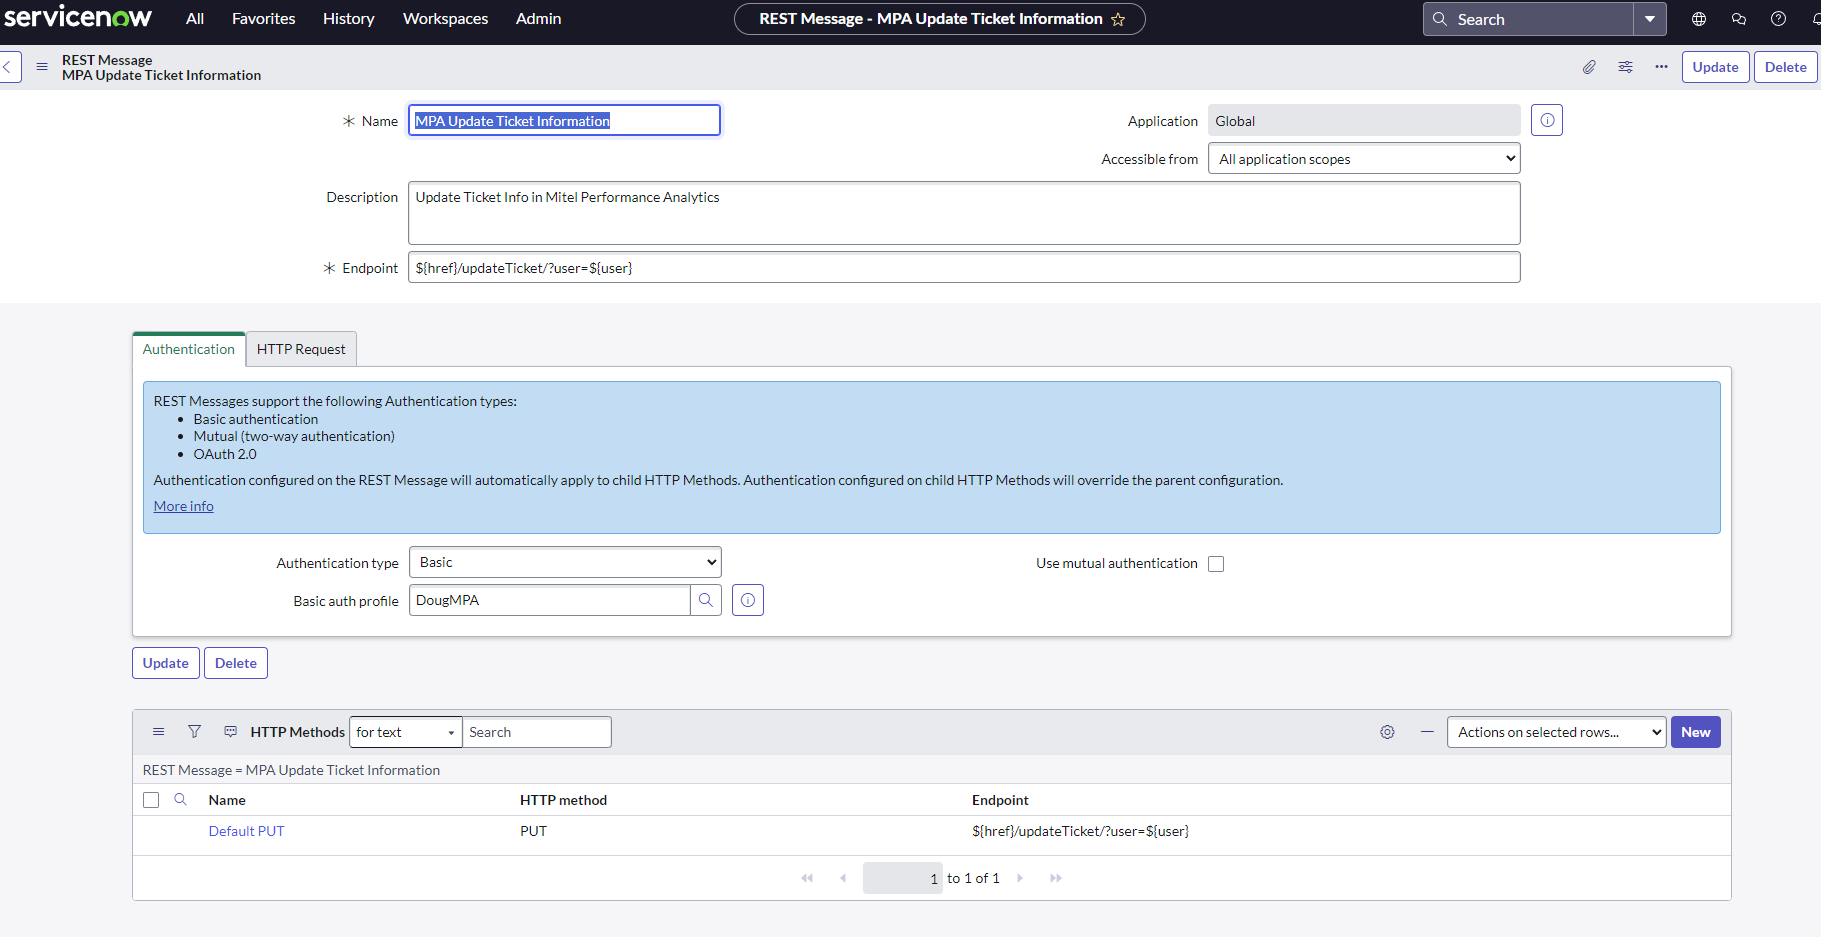 servicenow All Favorites History Workspaces Admin REST Message - MPA Update Ticket Information Search
REST Message
MPA Update Ticket Information
Update Delete
Name MPA Update Ticket Information Application Global
Accessible from All application scopes
Description Update Ticket Info in Mitel Performance Analytics
Endpoint ${href}/updateTicket/?user=${user}
Authentication HTTP Request
REST Messages support the following Authentication types:
• Basic authentication
• Mutual (two-way authentication)
• OAuth 2.0
Authentication configured on the REST Message will automatically apply to child HTTP Methods. Authentication configured on child HTTP Methods will override the parent configuration.
More info
Authentication type Basic Use mutual authentication
Basic auth profile DougMPA
Update Delete
HTTP Methods for text Search Actions on selected rows... New
REST Message = MPA Update Ticket Information
Name HTTP method Endpoint
Default PUT PUT ${href}/updateTicket/?user=${user}
1 to 1 of 1